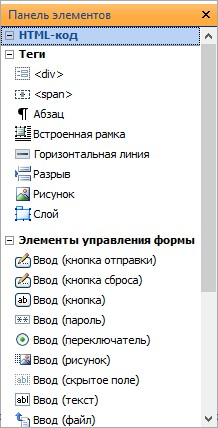 Панель элементов
HTML-код
Теги
<div>
<span>
Абзац
Встроенная рамка
Горизонтальная линия
Разрыв
Рисунок
Слой
Элементы управления формы
Ввод (кнопка отправки)
Ввод (кнопка сброса)
Ввод (кнопка)
Ввод (пароль)
Ввод (переключатель)
Ввод (рисунок)
Ввод (скрытое поле)
Ввод (текст)
Ввод (файл)